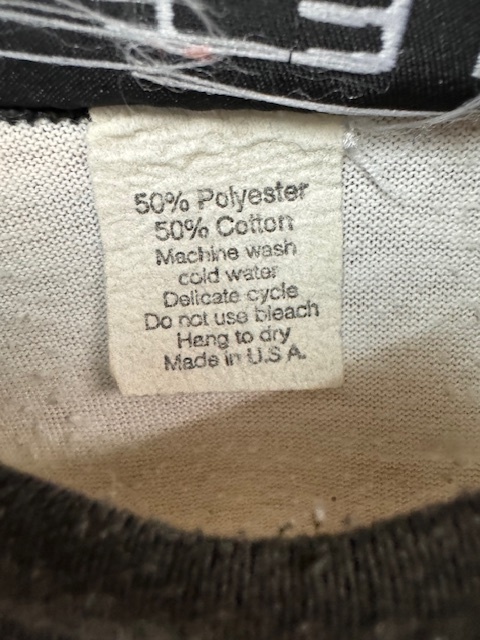 50% Polyester
50% Cotton
Machine wash
cold water
Delicate cycle
Do not use bleach
Hang to dry
Made in U.S.A.